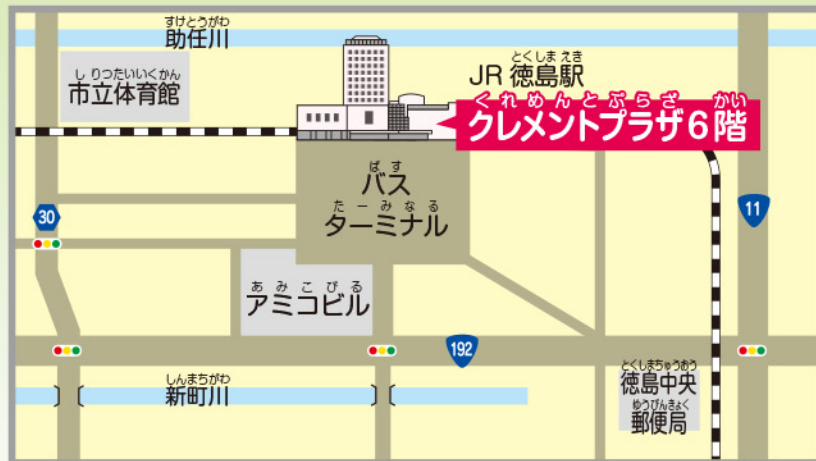 すけとうがわ
助任川
しりつたいいくかん
市立体育館
とくしまえき
JR 徳島駅
くれめんとぷらざ かい
クレメントプラザ6階
ばす
バス
たーみなる
ターミナル
30
11
あみこびる
アミコビル
192
しんまちがわ
新町川
とくしまちゅうおう
徳島中央
ゆうびんきょく
郵便局